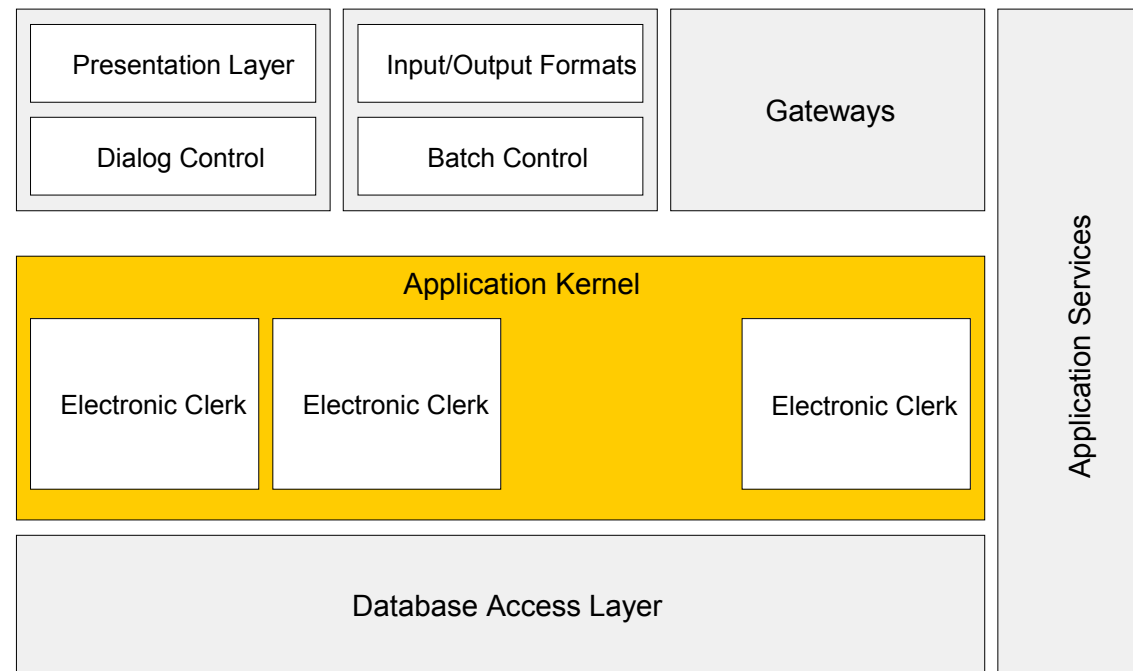 Presentation Layer
Dialog Control
Input/Output Formats
Batch Control
Gateways
Application Services
Application Kernel
Electronic Clerk
Electronic Clerk
Electronic Clerk
Database Access Layer